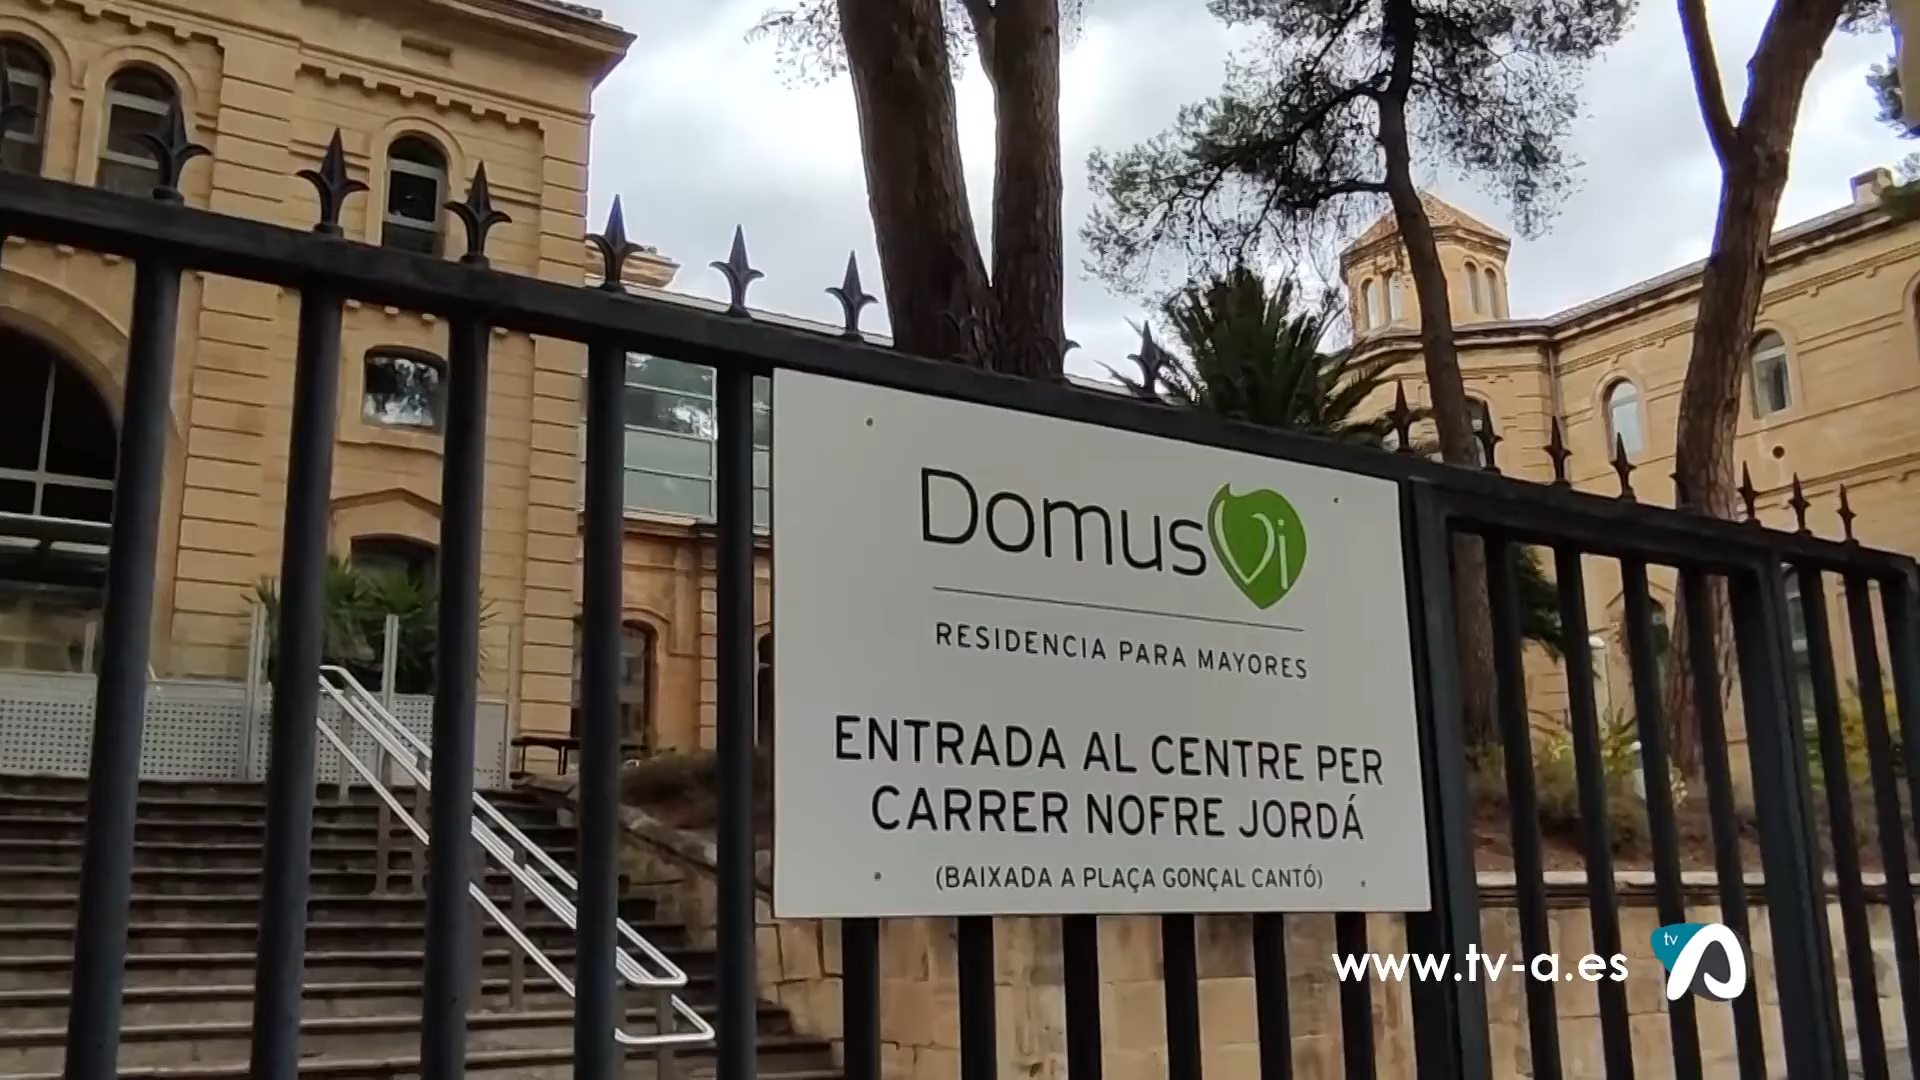 DomusVi
RESIDENCIA PARA MAYORES
ENTRADA AL CENTRE PER
CARRER NOFRE JORDÁ
(BAIXADA A PLAÇA GONÇAL CANTÓ)
www.tv-a.es
tv